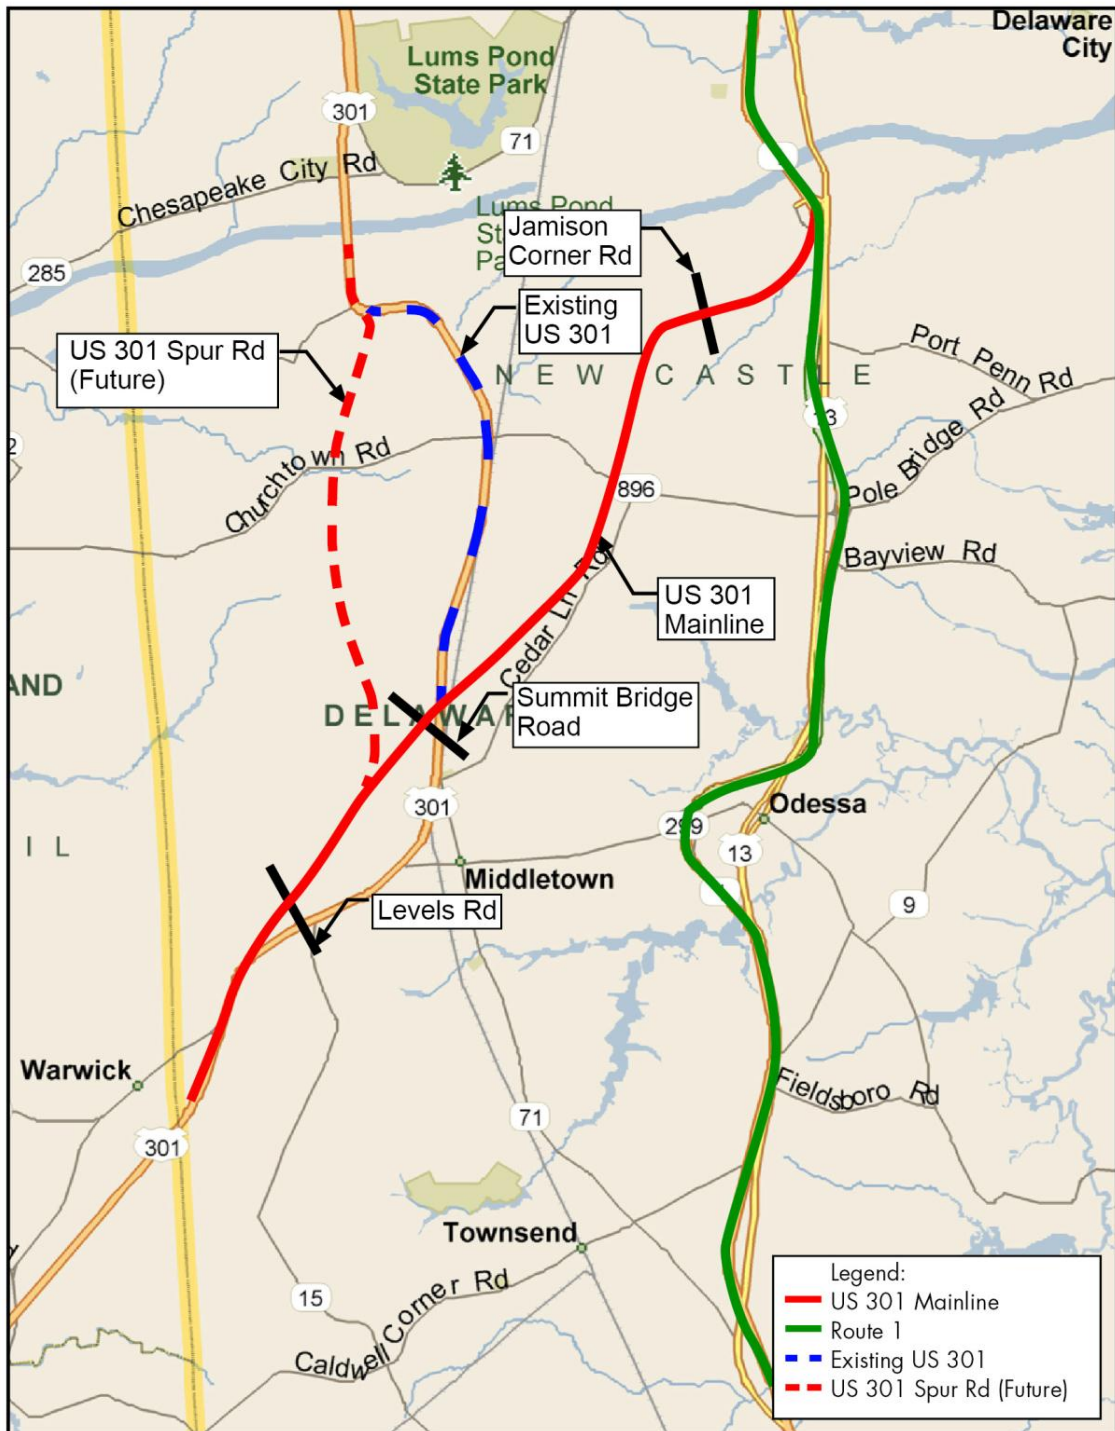 Delaware
City
Lums Pond
State Park
301
71
Chesapeake City Rd
Lums Pond
Jamison
Corner Rd
285
Existing
US 301
US 301 Spur Rd
(Future)
NEW CASTLE
Port Penn Rd
13
Churchtown Rd
896
Pole Bridge Rd
Bayview Rd
US 301
Mainline
Cedar Ln Rd
Summit Bridge
Road
301
Odessa
299
13
I L
Middletown
9
Levels Rd
Warwick
Fieldsboro Rd
71
301
Townsend
15
Caldwell Corner Rd
Legend:
US 301 Mainline
Route 1
Existing US 301
US 301 Spur Rd (Future)